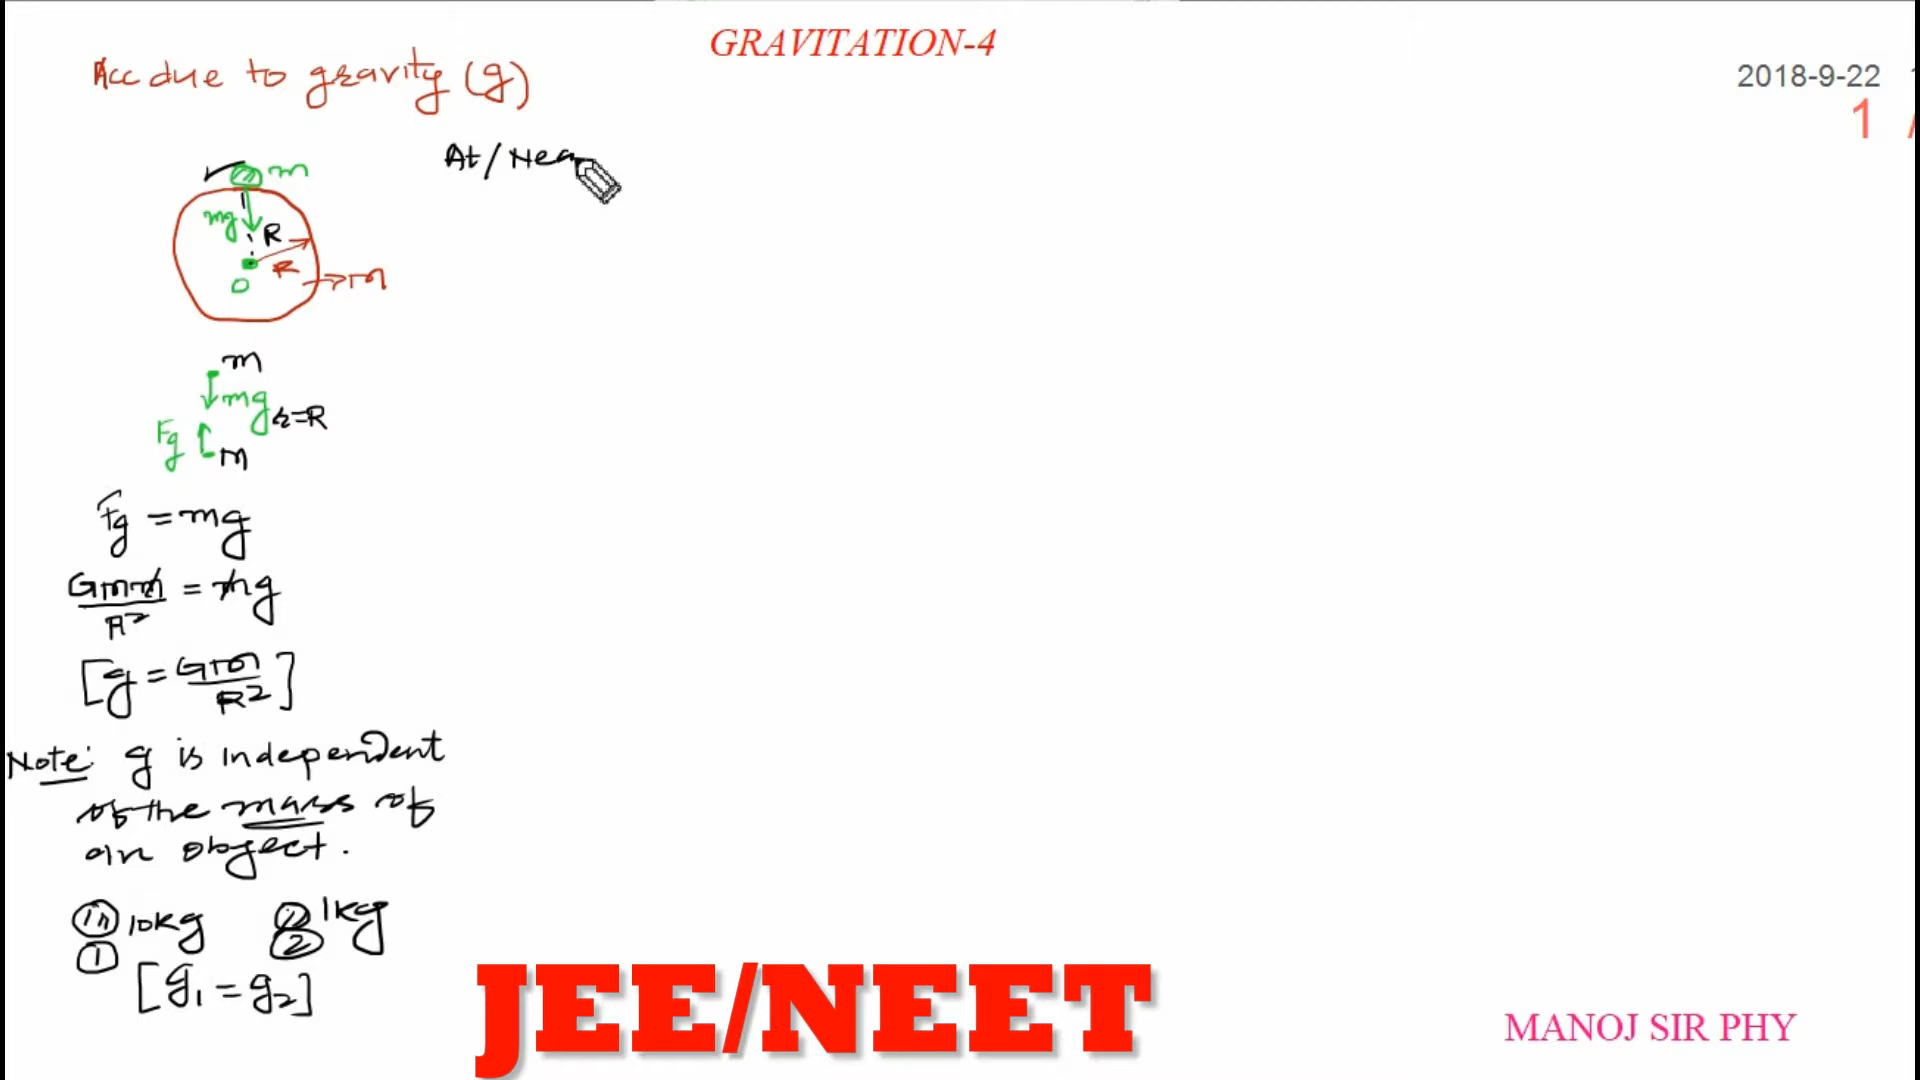 GRAVITATION-4
2018-9-22
1 /
Acc due to gravity (g)
At/Nea
m
mg
R
R
O
m
m
mg
r=R
Fg
m
Fg = mg
Gmm/R² = mg
[g = Gm/R²]
Note: g is independent
of the mass of
an object.
m 10kg 1kg
1 2
[g₁ = g₂]
JEE/NEET
MANOJ SIR PHY